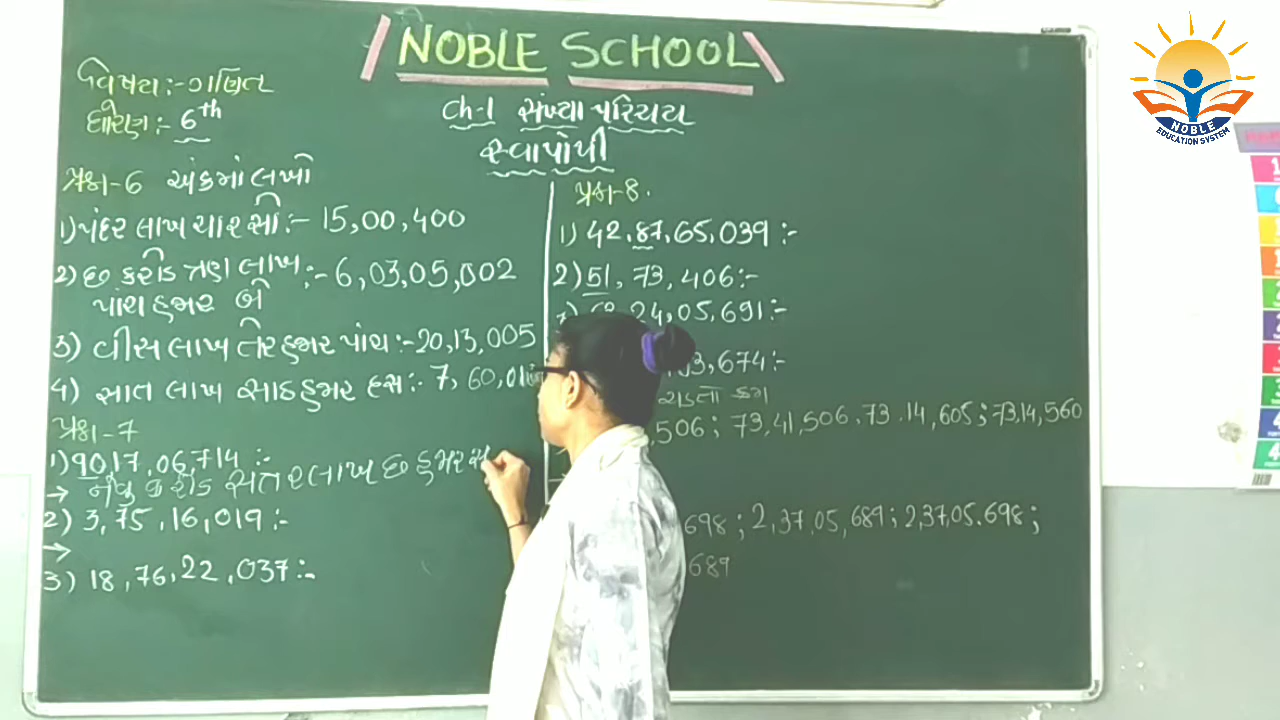 NOBLE SCHOOL
વિષય:- ગણિત
ધોરણ:- 6th
Ch-1 સંખ્યા પરિચય
સ્વાપોથી
પ્રશ્ન-6 અંકમાં લખો
1) પંદર લાખ ચારસો:- 15,00,400
2) છ કરોડ ત્રણ લાખ :- 6,03,05,002
પાંચ હજાર બે
3) વીસ લાખ તેર હજાર પાંચ:- 20,13,005
4) સાત લાખ સાઠ હજાર દસ:- 7,60,010
પ્રશ્ન-7
1) 90,17,06,714 :-
→ નેવુ કરોડ સતર લાખ છ હજાર સ
2) 3,75,16,019:-
→
3) 18,76,22,037:-
પ્રશ્ન-8.
1) 42,87,65,039:-
2) 51,73,406:-
24,05,691:-
3,674:-
ચડતો ક્રમ
506; 73,41,506.73.14,605; 73,14,560
698; 2,37,05,689; 2,37,05.698;
689
NOBLE
EDUCATION SYSTEM